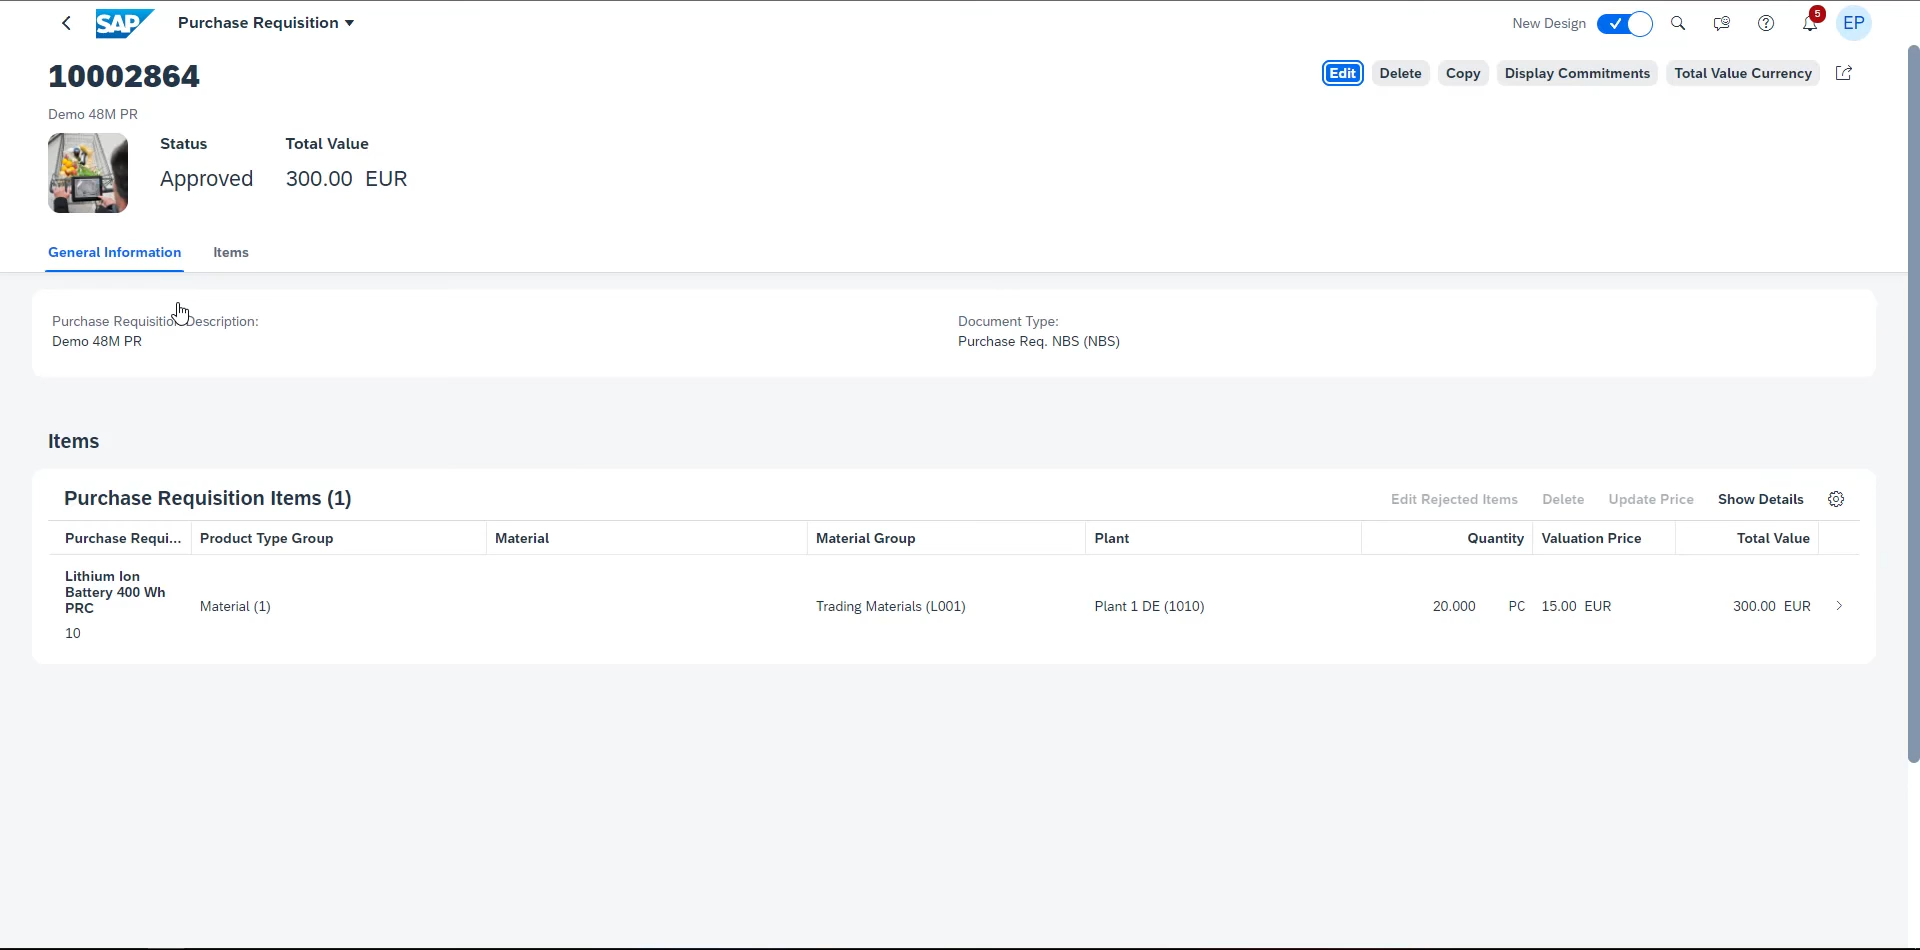 SAP Purchase Requisition New Design 5 EP
10002864 Edit Delete Copy Display Commitments Total Value Currency
Demo 48M PR
Status Total Value
Approved 300.00 EUR
General Information Items
Purchase Requisition Description: Document Type:
Demo 48M PR Purchase Req. NBS (NBS)
Items
Purchase Requisition Items (1) Edit Rejected Items Delete Update Price Show Details
Purchase Requi... Product Type Group Material Material Group Plant Quantity Valuation Price Total Value
Lithium Ion
Battery 400 Wh
PRC Material (1) Trading Materials (L001) Plant 1 DE (1010) 20.000 PC 15.00 EUR 300.00 EUR
10